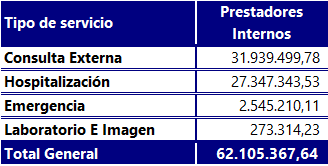 Tipo de servicio Prestadores Internos
Consulta Externa 31.939.499,78
Hospitalización 27.347.343,53
Emergencia 2.545.210,11
Laboratorio E Imagen 273.314,23
Total General 62.105.367,64